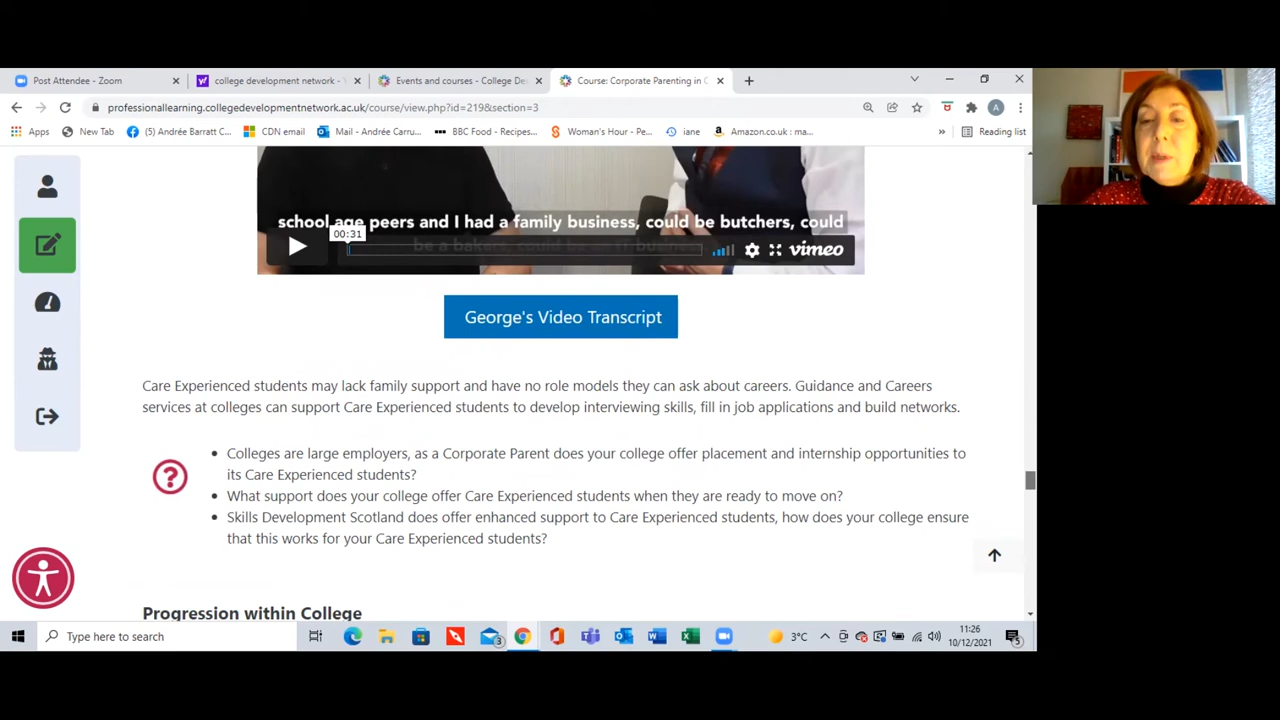 Post Attendee - Zoom
college development network - Y
Events and courses - College De
Course: Corporate Parenting in C
professionallearning.collegedevelopmentnetwork.ac.uk/course/view.php?id=219&section=3
Apps
New Tab
(5) Andrée Barratt C...
CDN email
Mail - Andrée Carru...
BBC Food - Recipes...
Woman's Hour - Pe...
iane
Amazon.co.uk : ma...
»
Reading list
school age peers and I had a family business, could be butchers, could
00:31
vimeo
George's Video Transcript
Care Experienced students may lack family support and have no role models they can ask about careers. Guidance and Careers
services at colleges can support Care Experienced students to develop interviewing skills, fill in job applications and build networks.
• Colleges are large employers, as a Corporate Parent does your college offer placement and internship opportunities to
its Care Experienced students?
• What support does your college offer Care Experienced students when they are ready to move on?
• Skills Development Scotland does offer enhanced support to Care Experienced students, how does your college ensure
that this works for your Care Experienced students?
Progression within College
Type here to search
3
3°C
11:26
10/12/2021
5